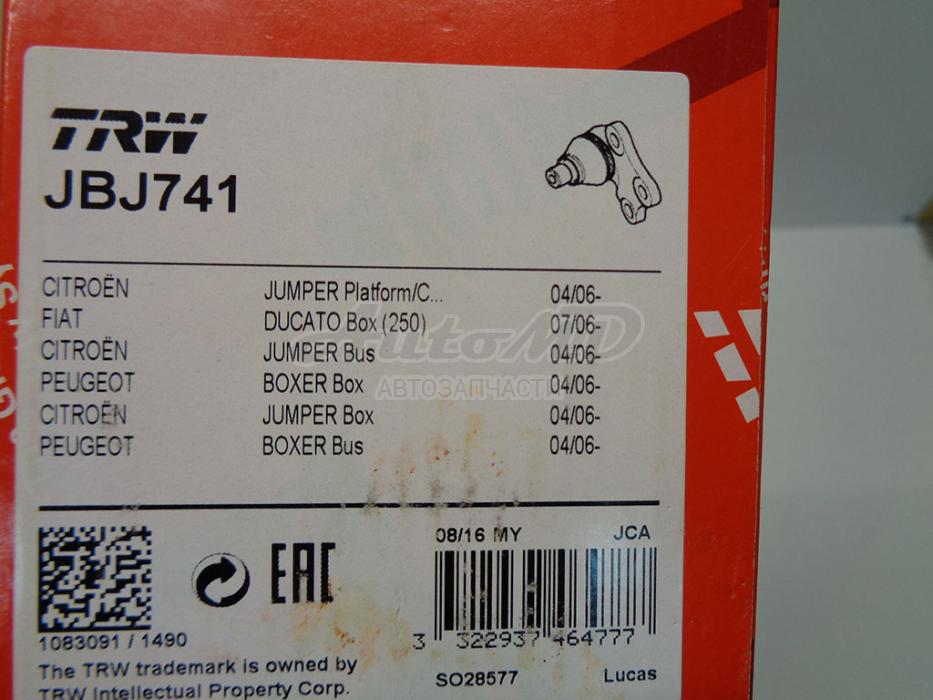 TRW
JBJ741
CITROËN JUMPER Platform/C... 04/06-
FIAT DUCATO Box (250) 07/06-
CITROËN JUMPER Bus 04/06-
PEUGEOT BOXER Box 04/06-
CITROËN JUMPER Box 04/06-
PEUGEOT BOXER Bus 04/06-
AutoMD
АВТОЗАПЧАСТИ
08/16 MY JCA
EAC
3 322937 464777
1083091 / 1490
The TRW trademark is owned by
TRW Intellectual Property Corp.
SO28577 Lucas